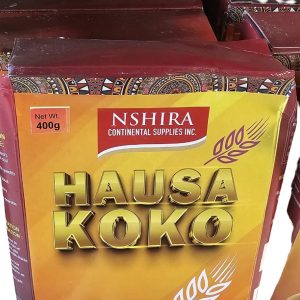 Net Wt.
400g
NSHIRA
CONTINENTAL SUPPLIES INC.
HAUSA
KOKO